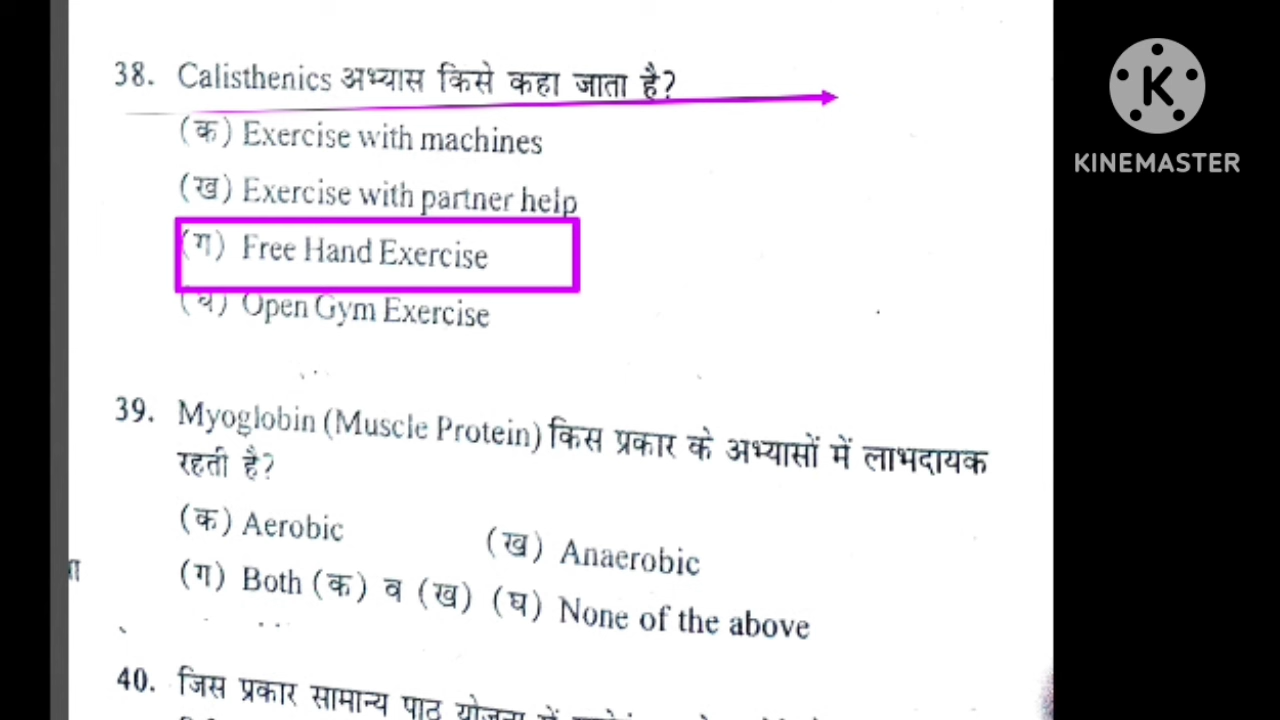 38. Calisthenics अभ्यास किसे कहा जाता है?
(क) Exercise with machines
(ख) Exercise with partner help
(ग) Free Hand Exercise
(घ) Open Gym Exercise
39. Myoglobin (Muscle Protein) किस प्रकार के अभ्यासों में लाभदायक
रहती है?
(क) Aerobic (ख) Anaerobic
(ग) Both (क) व (ख) (घ) None of the above
40. जिस प्रकार सामान्य पाठ योजना में
K
KINEMASTER